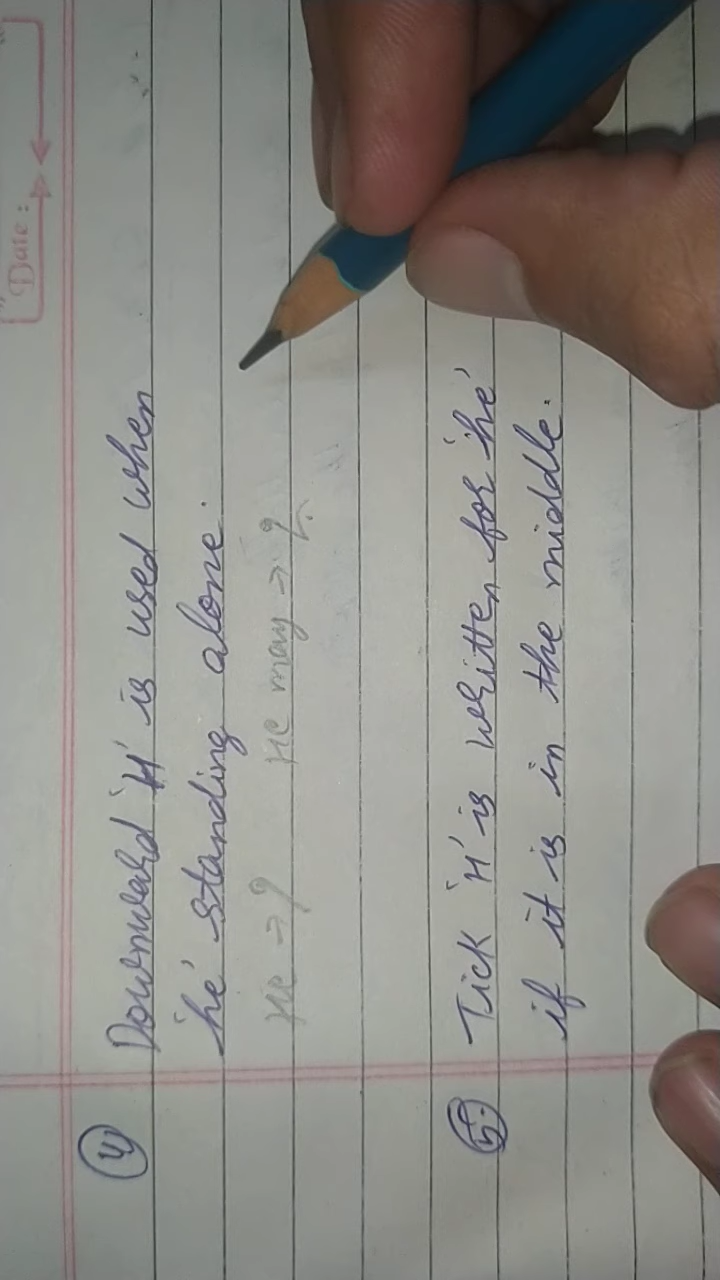 Date:
(4) Downward 'H' is used when
'he' standing alone.
He → He may →
(5) Tick 'H' is written for 'he'
if it is in the middle.